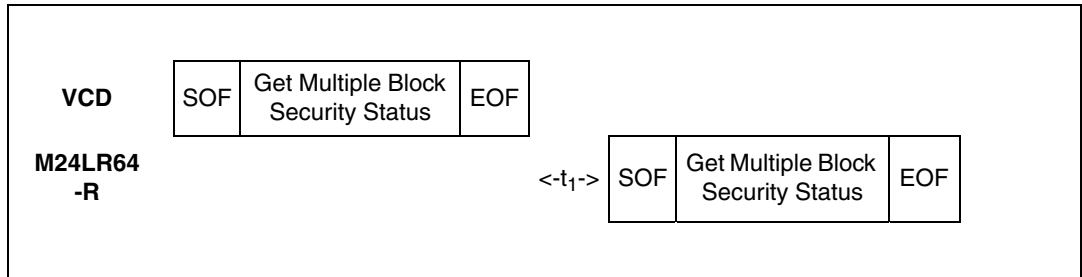 VCD SOF Get Multiple Block Security Status EOF
M24LR64 -R <-t1-> SOF Get Multiple Block Security Status EOF